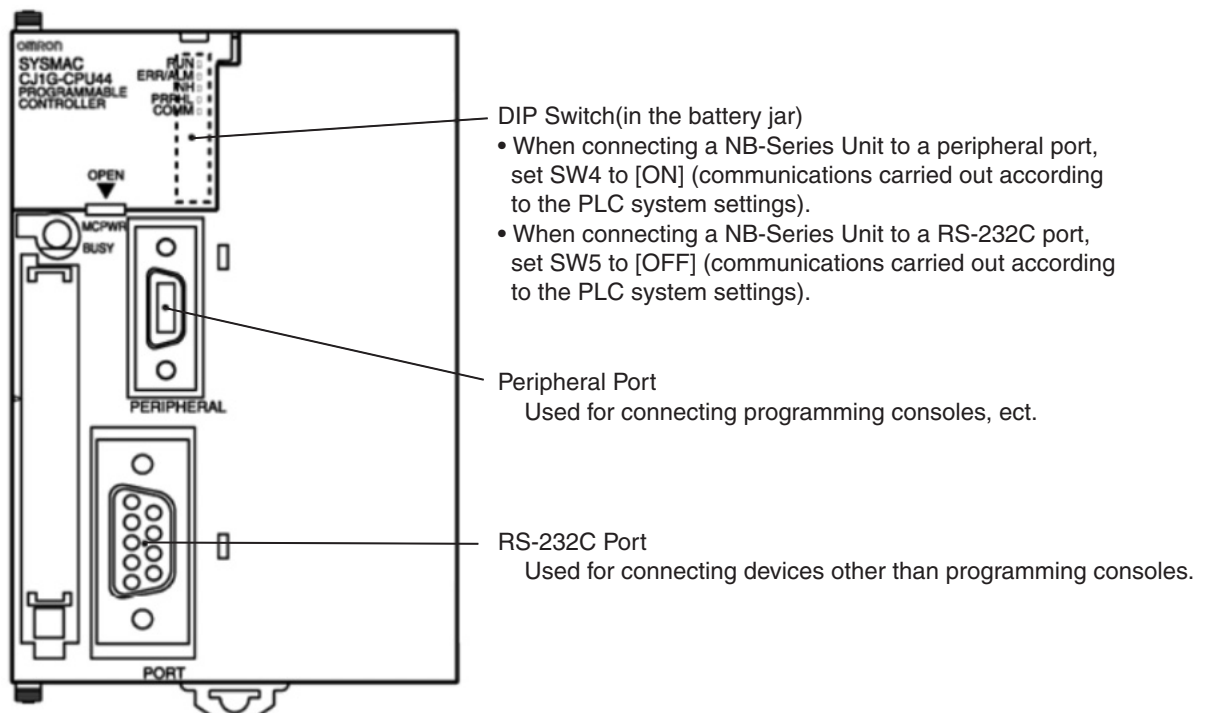 omron
SYSMAC
CJ1G-CPU44
PROGRAMMABLE
CONTROLLER
RUN
ERR/ALM
INH
PRPHL
COMM
OPEN
MCPWR
BUSY
PERIPHERAL
PORT
DIP Switch(in the battery jar)
• When connecting a NB-Series Unit to a peripheral port,
set SW4 to [ON] (communications carried out according
to the PLC system settings).
• When connecting a NB-Series Unit to a RS-232C port,
set SW5 to [OFF] (communications carried out according
to the PLC system settings).
Peripheral Port
Used for connecting programming consoles, ect.
RS-232C Port
Used for connecting devices other than programming consoles.